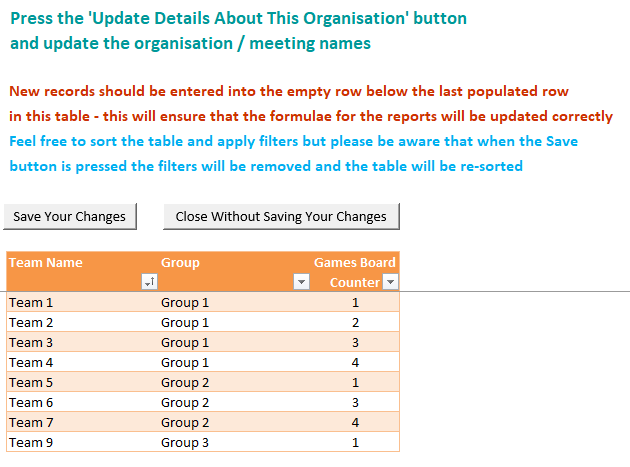 Press the 'Update Details About This Organisation' button
and update the organisation / meeting names
New records should be entered into the empty row below the last populated row
in this table - this will ensure that the formulae for the reports will be updated correctly
Feel free to sort the table and apply filters but please be aware that when the Save
button is pressed the filters will be removed and the table will be re-sorted
Save Your Changes Close Without Saving Your Changes
Team Name Group Games Board
Counter
Team 1 Group 1 1
Team 2 Group 1 2
Team 3 Group 1 3
Team 4 Group 1 4
Team 5 Group 2 1
Team 6 Group 2 3
Team 7 Group 2 4
Team 9 Group 3 1